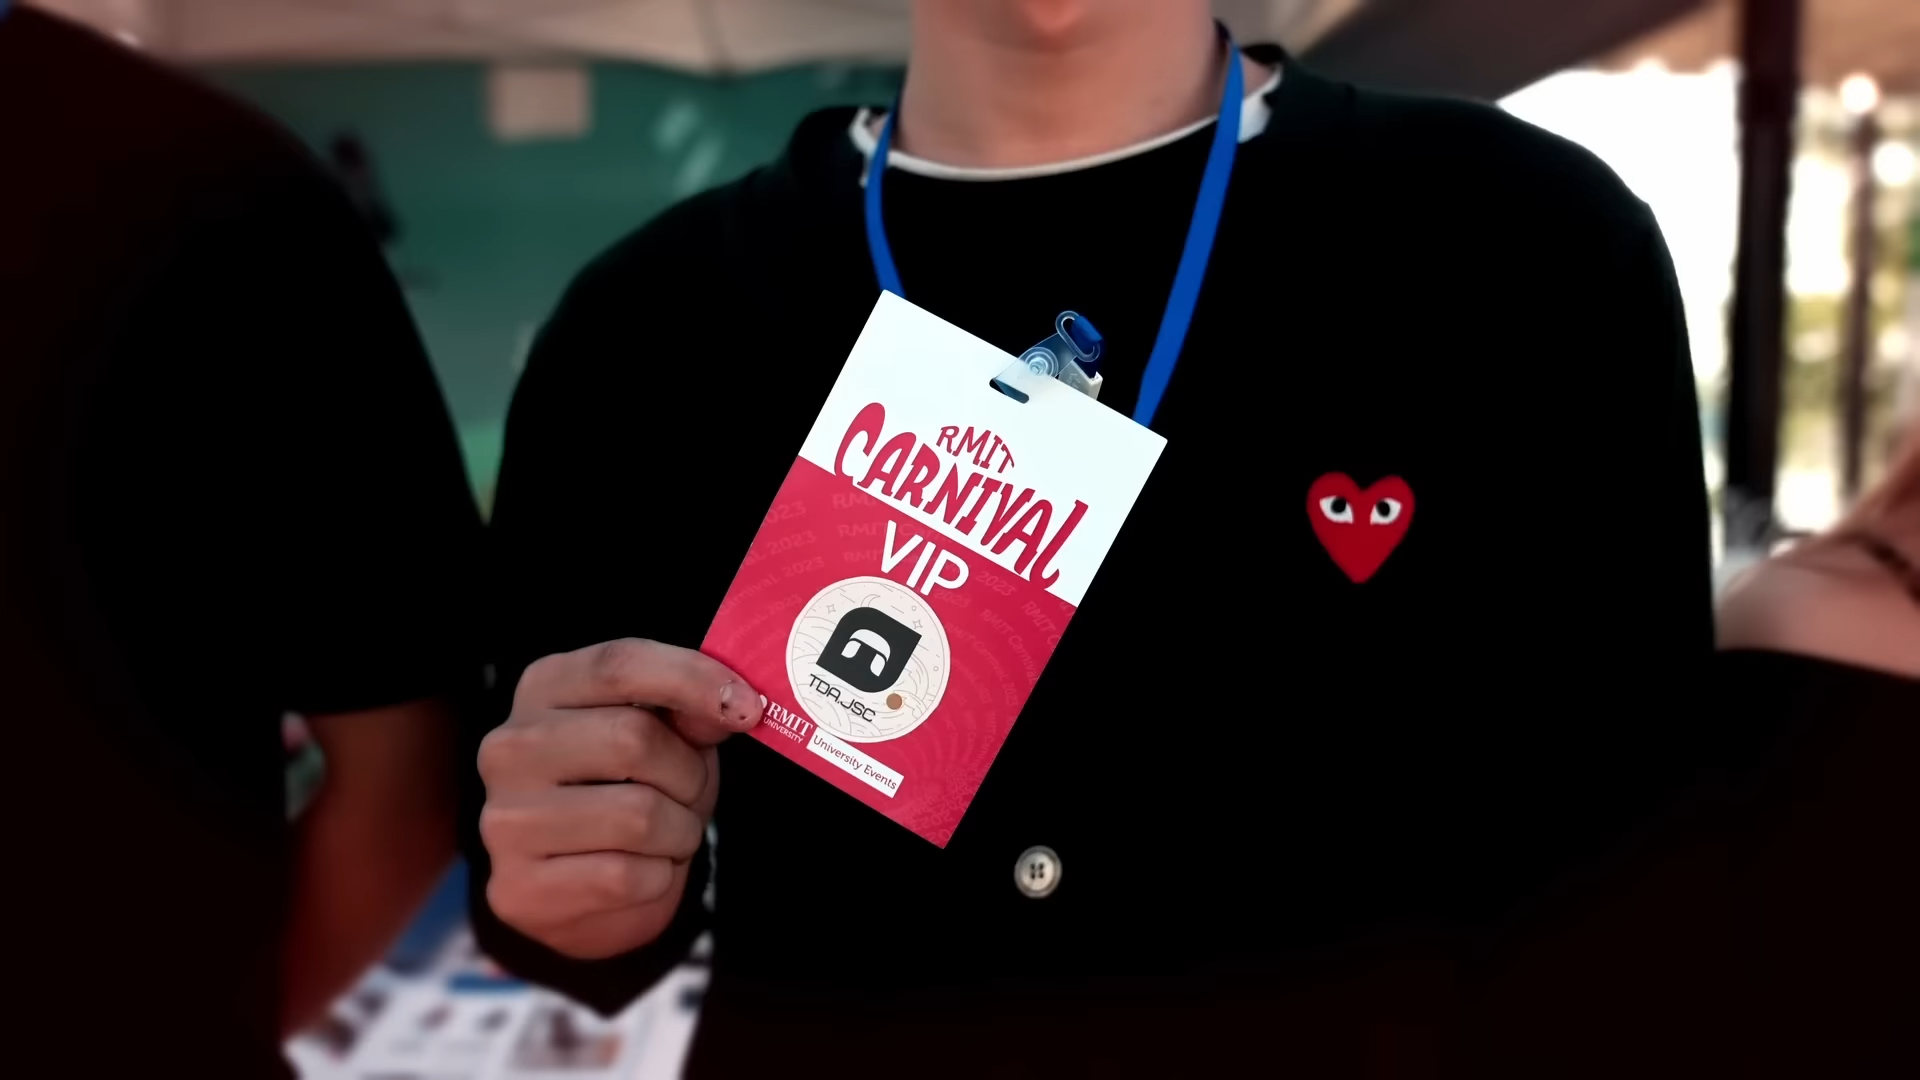 RMIT
CARNIVAL
VIP
TDA.JSC
RMIT
UNIVERSITY
University Events